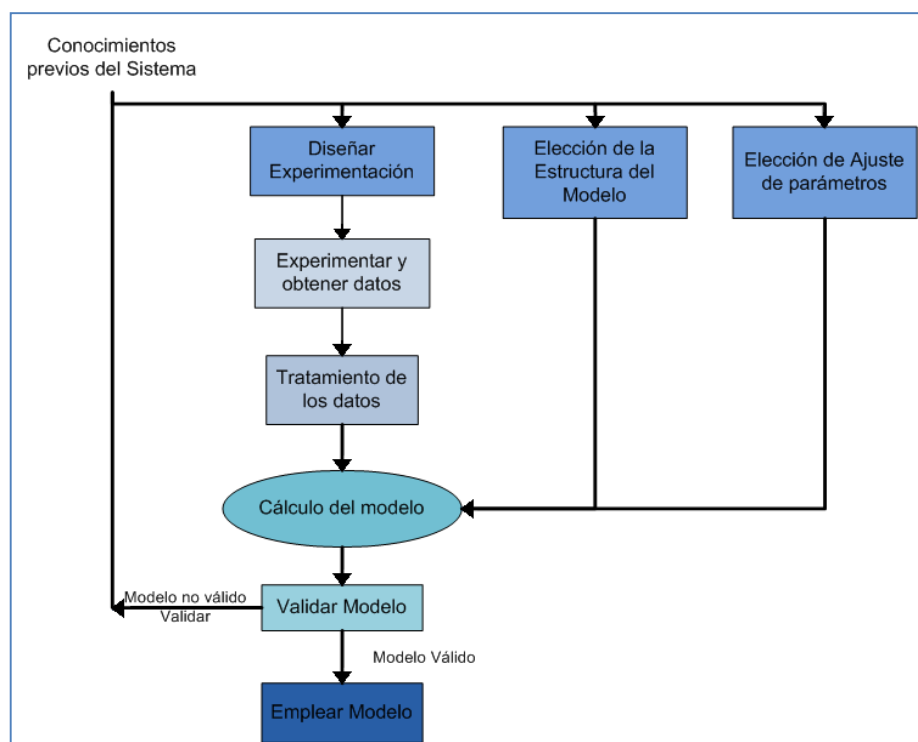 Conocimientos
previos del Sistema
Diseñar
Experimentación
Elección de la
Estructura del
Modelo
Elección de Ajuste
de parámetros
Experimentar y
obtener datos
Tratamiento de
los datos
Cálculo del modelo
Modelo no válido
Validar
Validar Modelo
Modelo Válido
Emplear Modelo